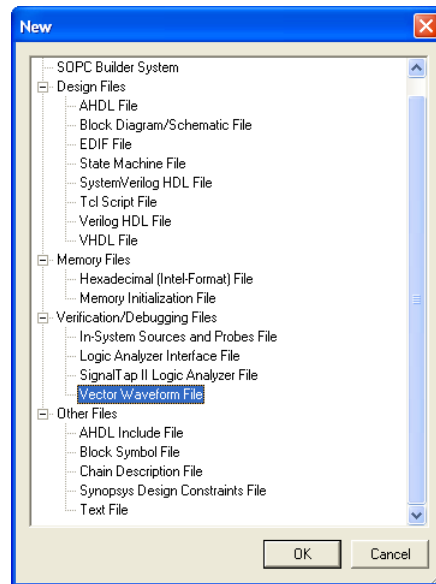 New
SOPC Builder System
Design Files
AHDL File
Block Diagram/Schematic File
EDIF File
State Machine File
SystemVerilog HDL File
Tcl Script File
Verilog HDL File
VHDL File
Memory Files
Hexadecimal (Intel-Format) File
Memory Initialization File
Verification/Debugging Files
In-System Sources and Probes File
Logic Analyzer Interface File
SignalTap II Logic Analyzer File
Vector Waveform File
Other Files
AHDL Include File
Block Symbol File
Chain Description File
Synopsys Design Constraints File
Text File
OK Cancel